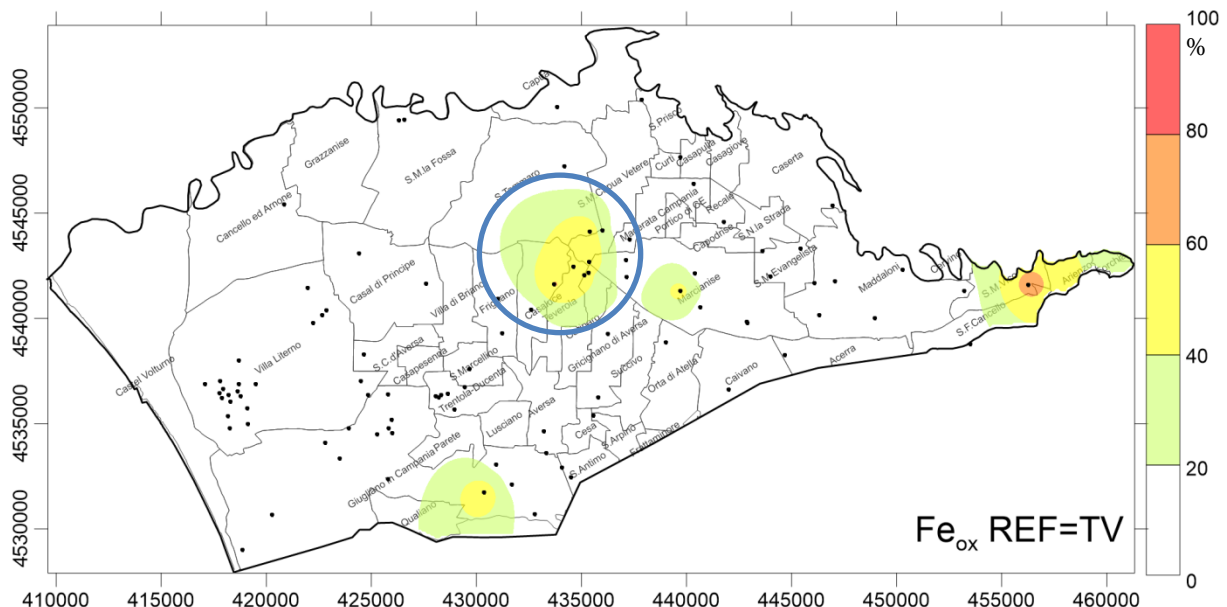 100
%
80
60
40
20
0
4550000
4545000
4540000
4535000
4530000
410000
415000
420000
425000
430000
435000
440000
445000
450000
455000
460000
Grazzanise
S.M.la Fossa
S.Prisco
Curti
Casapulla
Casagiove
Caserta
S.M.Capua Vetere
Cancello ed Arnone
Macerata Campania
Portico di CE
Recale
Capodrise
S.N.la Strada
S.M.Evangelista
Maddaloni
Marcianise
Casal di Principe
Villa di Briano
Frignano
Casaluce
Teverola
Arienzo
S.F.Cancello
Castel Volturno
Villa Literno
S.C.d'Aversa
Casapesenna
S.Marcellino
Trentola-Ducenta
Gricignano di Aversa
Succivo
Orta di Atella
Caivano
Acerra
Lusciano
Aversa
Cesa
S.Arpino
Frattaminore
S.Antimo
Parete
Giugliano in Campania
Qualiano
Fe<sub>ox</sub> REF=TV